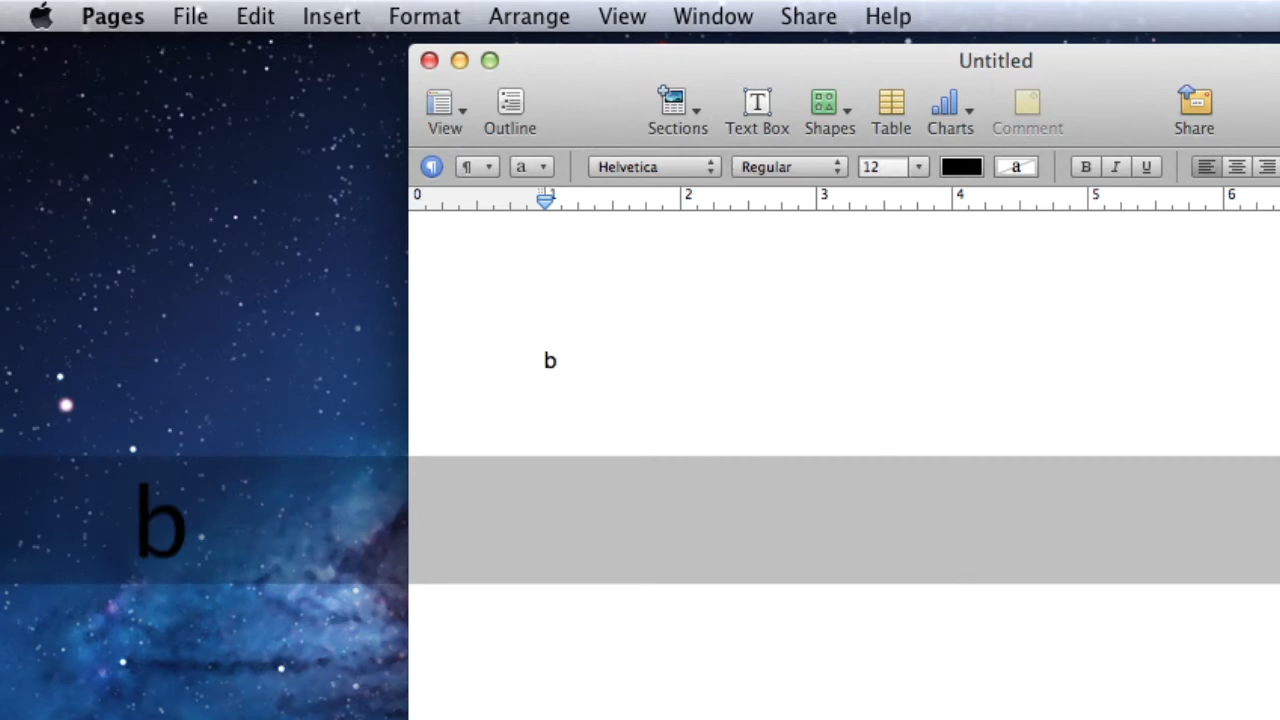 Pages File Edit Insert Format Arrange View Window Share Help
Untitled
View Outline Sections Text Box Shapes Table Charts Comment Share
¶ ¶ a Helvetica Regular 12 a B I U
0 1 2 3 4 5 6
b
b